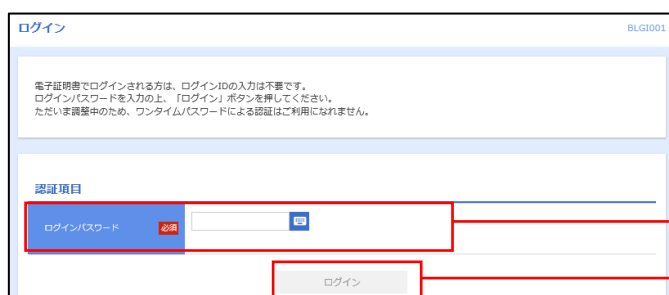 ログイン
BLGI001
電子証明書でログインされる方は、ログインIDの入力は不要です。
ログインパスワードを入力の上、「ログイン」ボタンを押してください。
ただいま調整中のため、ワンタイムパスワードによる認証はご利用になれません。
認証項目
ログインパスワード 必須
ログイン